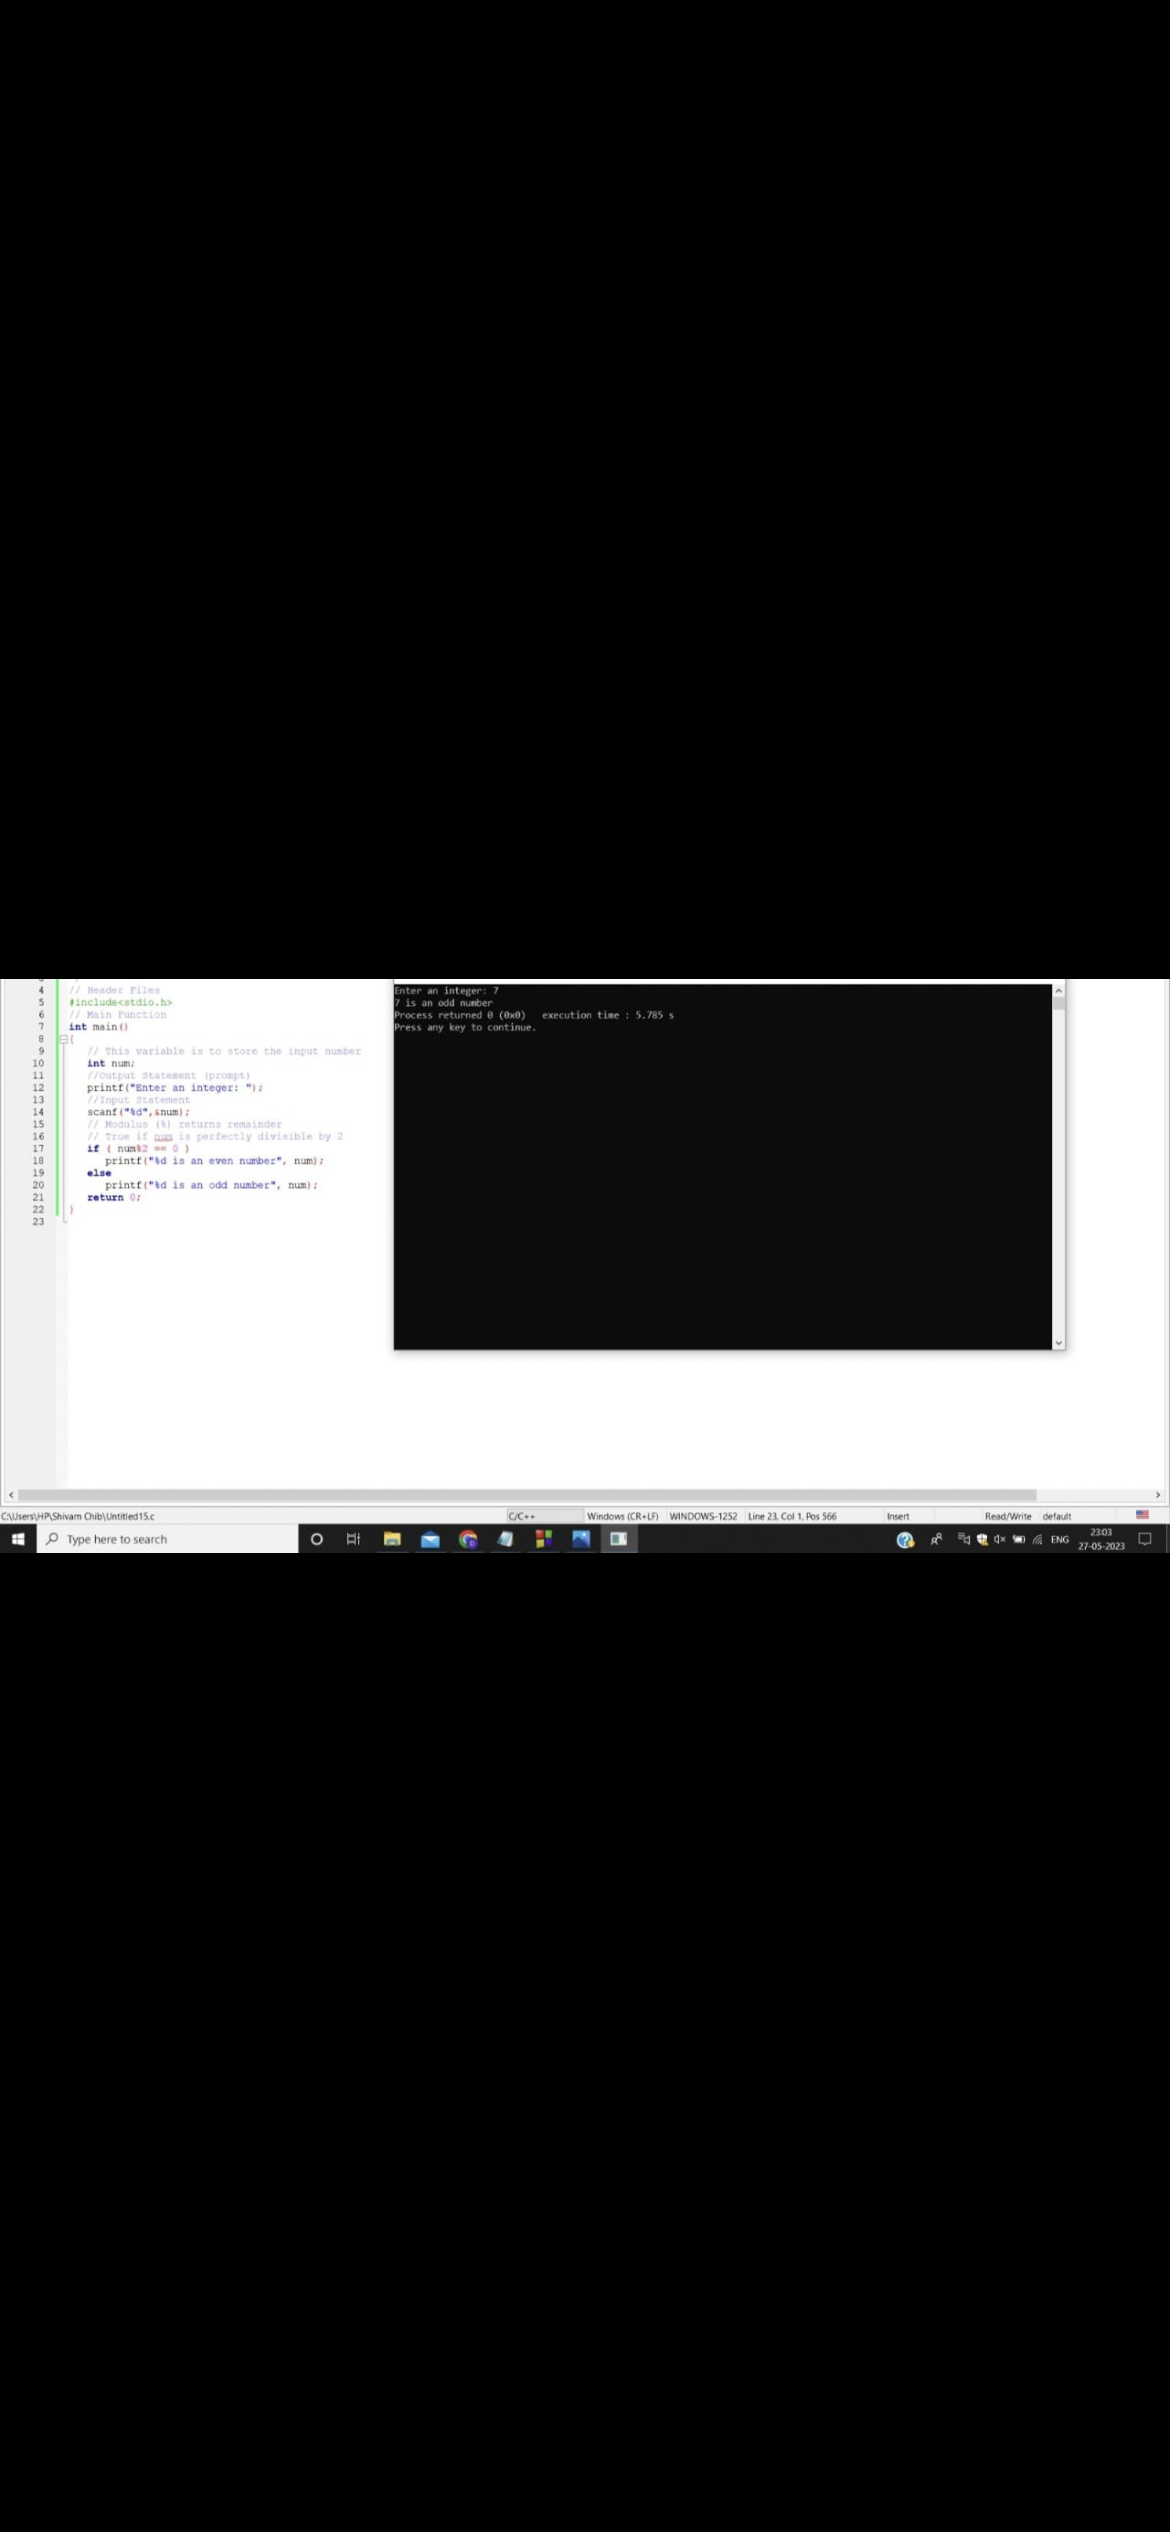 4 // Header Files
5 #include<stdio.h>
6 // Main Function
7 int main()
8 {
9 // This variable is to store the input number
10 int num;
11 //Output Statement (prompt)
12 printf("Enter an integer: ");
13 //Input Statement
14 scanf("%d",&num);
15 // Modulus (%) returns remainder
16 // True if num is perfectly divisible by 2
17 if ( num%2 == 0 )
18 printf("%d is an even number", num);
19 else
20 printf("%d is an odd number", num);
21 return 0;
22 }
23
Enter an integer: 7
7 is an odd number
Process returned 0 (0x0) execution time : 5.785 s
Press any key to continue.
C:\Users\HP\Shivam Chib\Untitled15.c C/C++ Windows (CR+LF) WINDOWS-1252 Line 23, Col 1, Pos 566 Insert Read/Write default
Type here to search ENG 23:03
27-05-2023